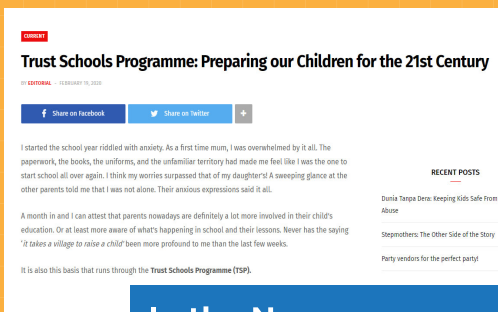 CURRENT
Trust Schools Programme: Preparing our Children for the 21st Century
BY EDITORIAL - FEBRUARY 19, 2020
Share on Facebook
Share on Twitter
+
I started the school year riddled with anxiety. As a first time mum, I was overwhelmed by it all. The
paperwork, the books, the uniforms, and the unfamiliar territory had made me feel like I was the one to
start school all over again. I think my worries surpassed that of my daughter's! A sweeping glance at the
other parents told me that I was not alone. Their anxious expressions said it all.
A month in and I can attest that parents nowadays are definitely a lot more involved in their child's
education. Or at least more aware of what's happening in school and their lessons. Never has the saying
'it takes a village to raise a child' been more profound to me than the last few weeks.
It is also this basis that runs through the Trust Schools Programme (TSP).
RECENT POSTS
Dunia Tanpa Dera: Keeping Kids Safe From
Abuse
Stepmothers: The Other Side of the Story
Party vendors for the perfect party!